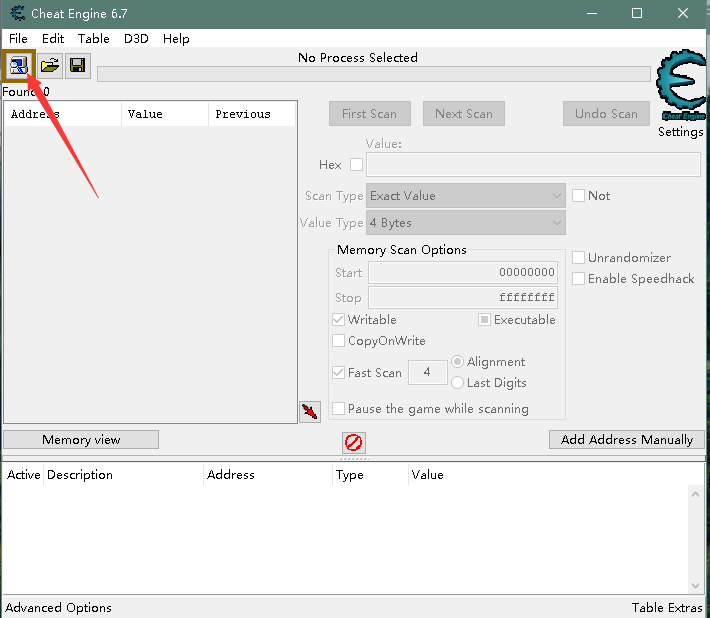 Cheat Engine 6.7
File Edit Table D3D Help
No Process Selected
Found:0
Address Value Previous
First Scan Next Scan Undo Scan
Cheat Engine
Settings
Value:
Hex
Scan Type Exact Value Not
Value Type 4 Bytes
Memory Scan Options
Start 00000000
Stop ffffffff
Unrandomizer
Enable Speedhack
Writable Executable
CopyOnWrite
Fast Scan 4 Alignment
Last Digits
Pause the game while scanning
Memory view Add Address Manually
Active Description Address Type Value
Advanced Options Table Extras